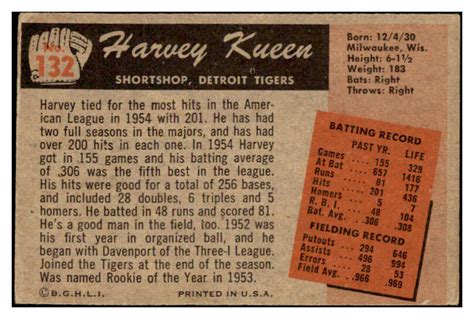 No.
132
Harvey Kueen
SHORTSHOP, DETROIT TIGERS
Born: 12/4/30
Milwaukee, Wis.
Height: 6-1½
Weight: 183
Bats: Right
Throws: Right
Harvey tied for the most hits in the Amer-
ican League in 1954 with 201. He has had
two full seasons in the majors, and has had
over 200 hits in each one. In 1954 Harvey
got in 155 games and his batting average
of .306 was the fifth best in the league.
His hits were good for a total of 256 bases,
and included 28 doubles, 6 triples and 5
homers. He batted in 48 runs and scored 81.
He's a good man in the field, too. 1952 was
his first year in organized ball, and he
began with Davenport of the Three-I League.
Joined the Tigers at the end of the season.
Was named Rookie of the Year in 1953.
© B.G.H.L.I. PRINTED IN U.S.A.
BATTING RECORD
PAST YR. LIFE
Games 155 329
At Bat 657
Runs 81 177
Hits 201 431
Homers 5
R. B. I. 48
Bat. Av. .306 .308
FIELDING RECORD
Putouts 294 646
Assists 496 994
Errors 28 53
Field Ave. .966